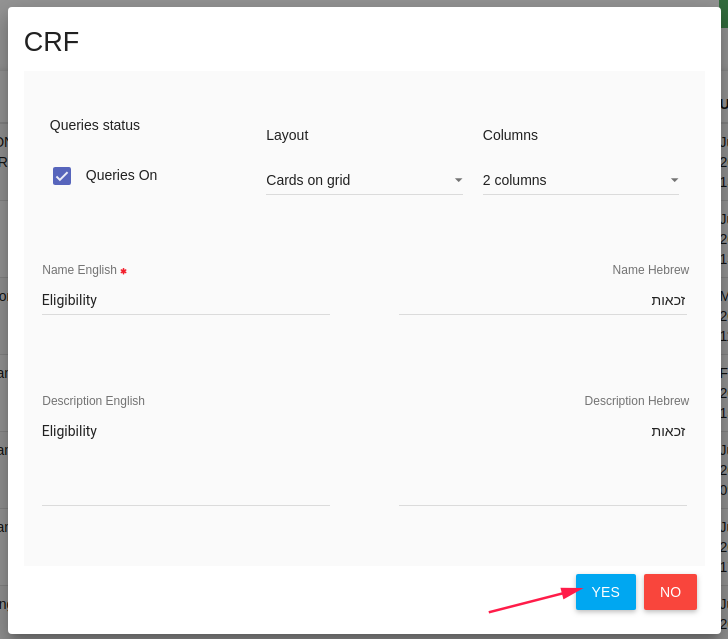 CRF
Queries status
Layout
Columns
Queries On
Cards on grid
2 columns
Name English *
Name Hebrew
Eligibility
זכאות
Description English
Description Hebrew
Eligibility
זכאות
YES
NO